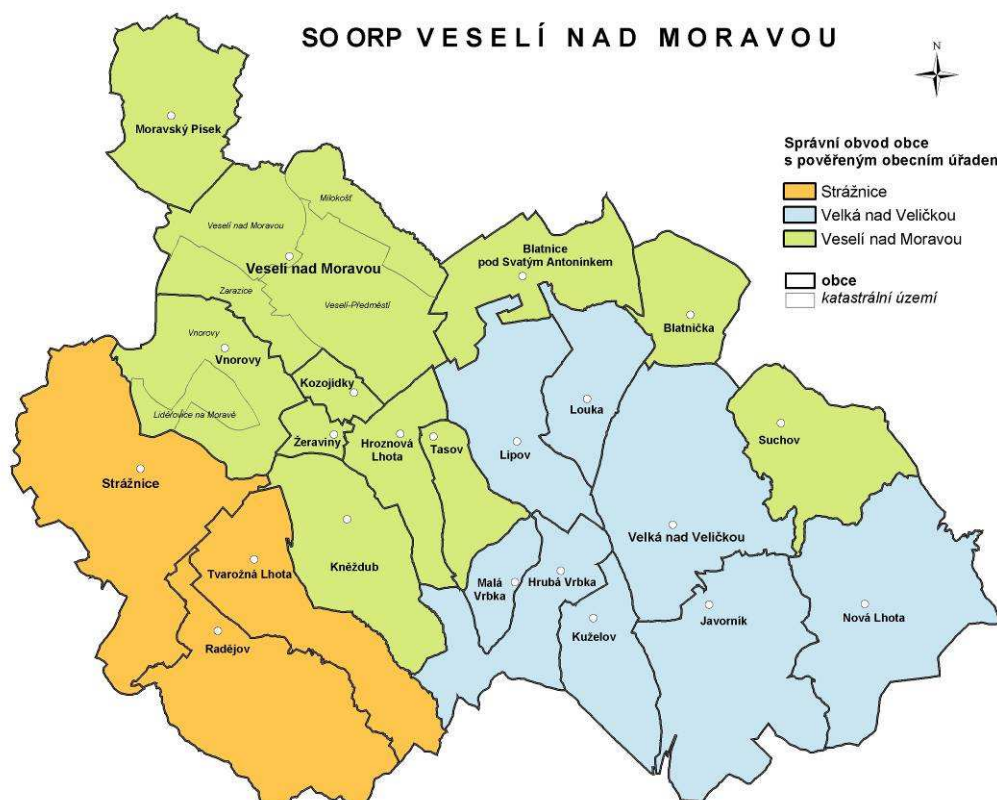 SO ORP VESELÍ NAD MORAVOU
N
Správní obvod obce
s pověřeným obecním úřadem
Strážnice
Velká nad Veličkou
Veselí nad Moravou
obce
katastrální území
Moravský Písek
Milokošť
Veselí nad Moravou
Veselí nad Moravou
Zarazice
Veselí-Předměstí
Blatnice
pod Svatým Antonínkem
Blatnička
Vnorovy
Vnorovy
Lidéřovice na Moravě
Kozojídky
Žeraviny
Hroznová
Lhota
Tasov
Louka
Lipov
Suchov
Strážnice
Tvarožná Lhota
Kněždub
Radějov
Malá
Vrbka
Hrubá Vrbka
Kuželov
Velká nad Veličkou
Javorník
Nová Lhota